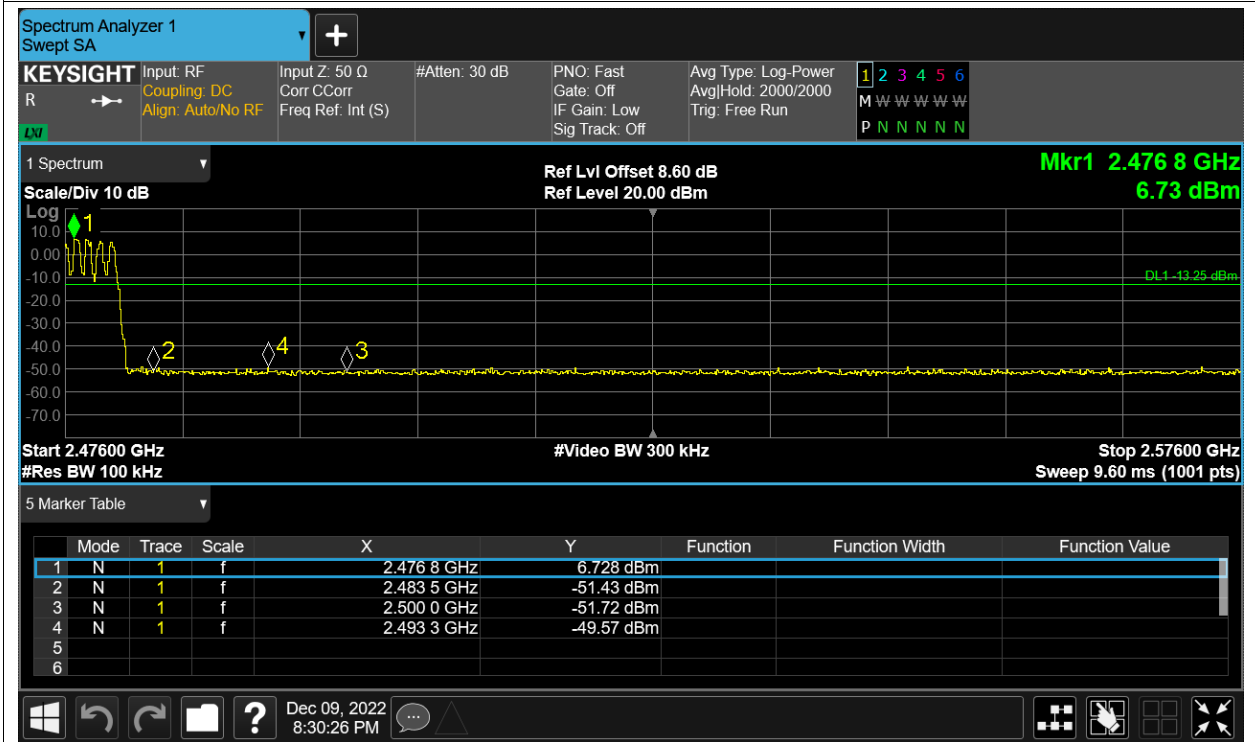 Spectrum Analyzer 1
Swept SA
+
KEYSIGHT Input: RF Input Z: 50 Ω #Atten: 30 dB PNO: Fast Avg Type: Log-Power 1 2 3 4 5 6
R Coupling: DC Corr CCorr Gate: Off Avg|Hold: 2000/2000 M W W W W W
Align: Auto/No RF Freq Ref: Int (S) IF Gain: Low Trig: Free Run
LXI Sig Track: Off P N N N N N
1 Spectrum Ref Lvl Offset 8.60 dB Mkr1 2.476 8 GHz
Scale/Div 10 dB Ref Level 20.00 dBm 6.73 dBm
Log
1
10.0
0.00
-10.0 DL1 -13.25 dBm
-20.0
-30.0
-40.0 2 4 3
-50.0
-60.0
-70.0
Start 2.47600 GHz #Video BW 300 kHz Stop 2.57600 GHz
#Res BW 100 kHz Sweep 9.60 ms (1001 pts)
5 Marker Table
Mode Trace Scale X Y Function Function Width Function Value
1 N 1 f 2.476 8 GHz 6.728 dBm
2 N 1 f 2.483 5 GHz -51.43 dBm
3 N 1 f 2.500 0 GHz -51.72 dBm
4 N 1 f 2.493 3 GHz -49.57 dBm
5
6
? Dec 09, 2022
8:30:26 PM